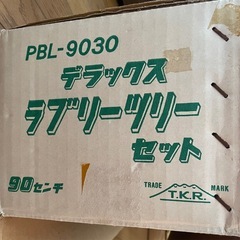 PBL-9030
デラックス
ラブリーツリー
セット
90センチ
TRADE MARK
T.K.R.